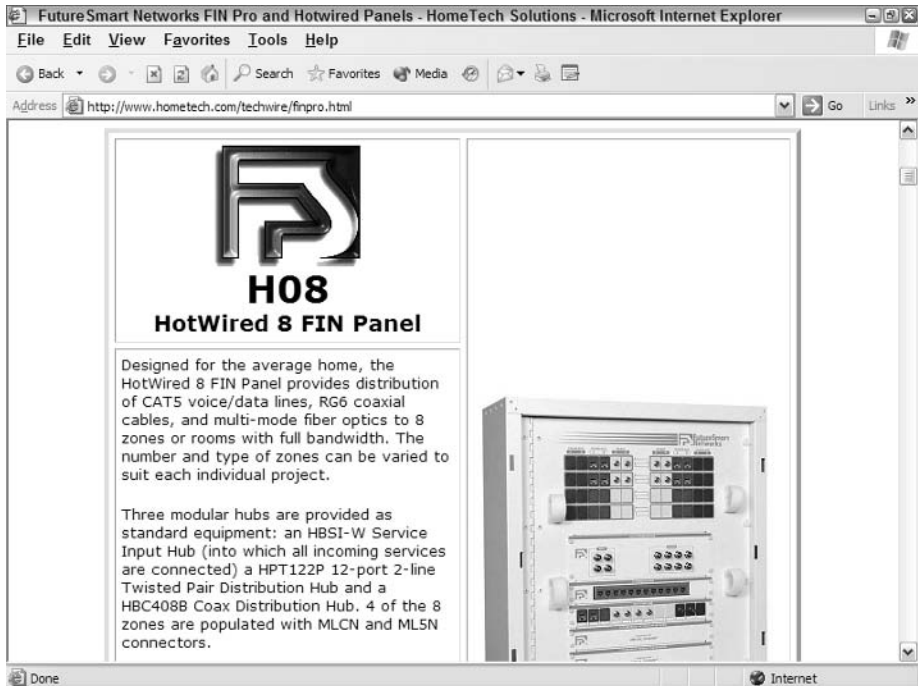 FutureSmart Networks FIN Pro and Hotwired Panels - HomeTech Solutions - Microsoft Internet Explorer
File Edit View Favorites Tools Help
Back Search Favorites Media
Address http://www.hometech.com/techwire/finpro.html Go Links »
H08
HotWired 8 FIN Panel
Designed for the average home, the
HotWired 8 FIN Panel provides distribution
of CAT5 voice/data lines, RG6 coaxial
cables, and multi-mode fiber optics to 8
zones or rooms with full bandwidth. The
number and type of zones can be varied to
suit each individual project.
Three modular hubs are provided as
standard equipment: an HBSI-W Service
Input Hub (into which all incoming services
are connected) a HPT122P 12-port 2-line
Twisted Pair Distribution Hub and a
HBC408B Coax Distribution Hub. 4 of the 8
zones are populated with MLCN and ML5N
connectors.
FutureSmart
Networks
Done Internet